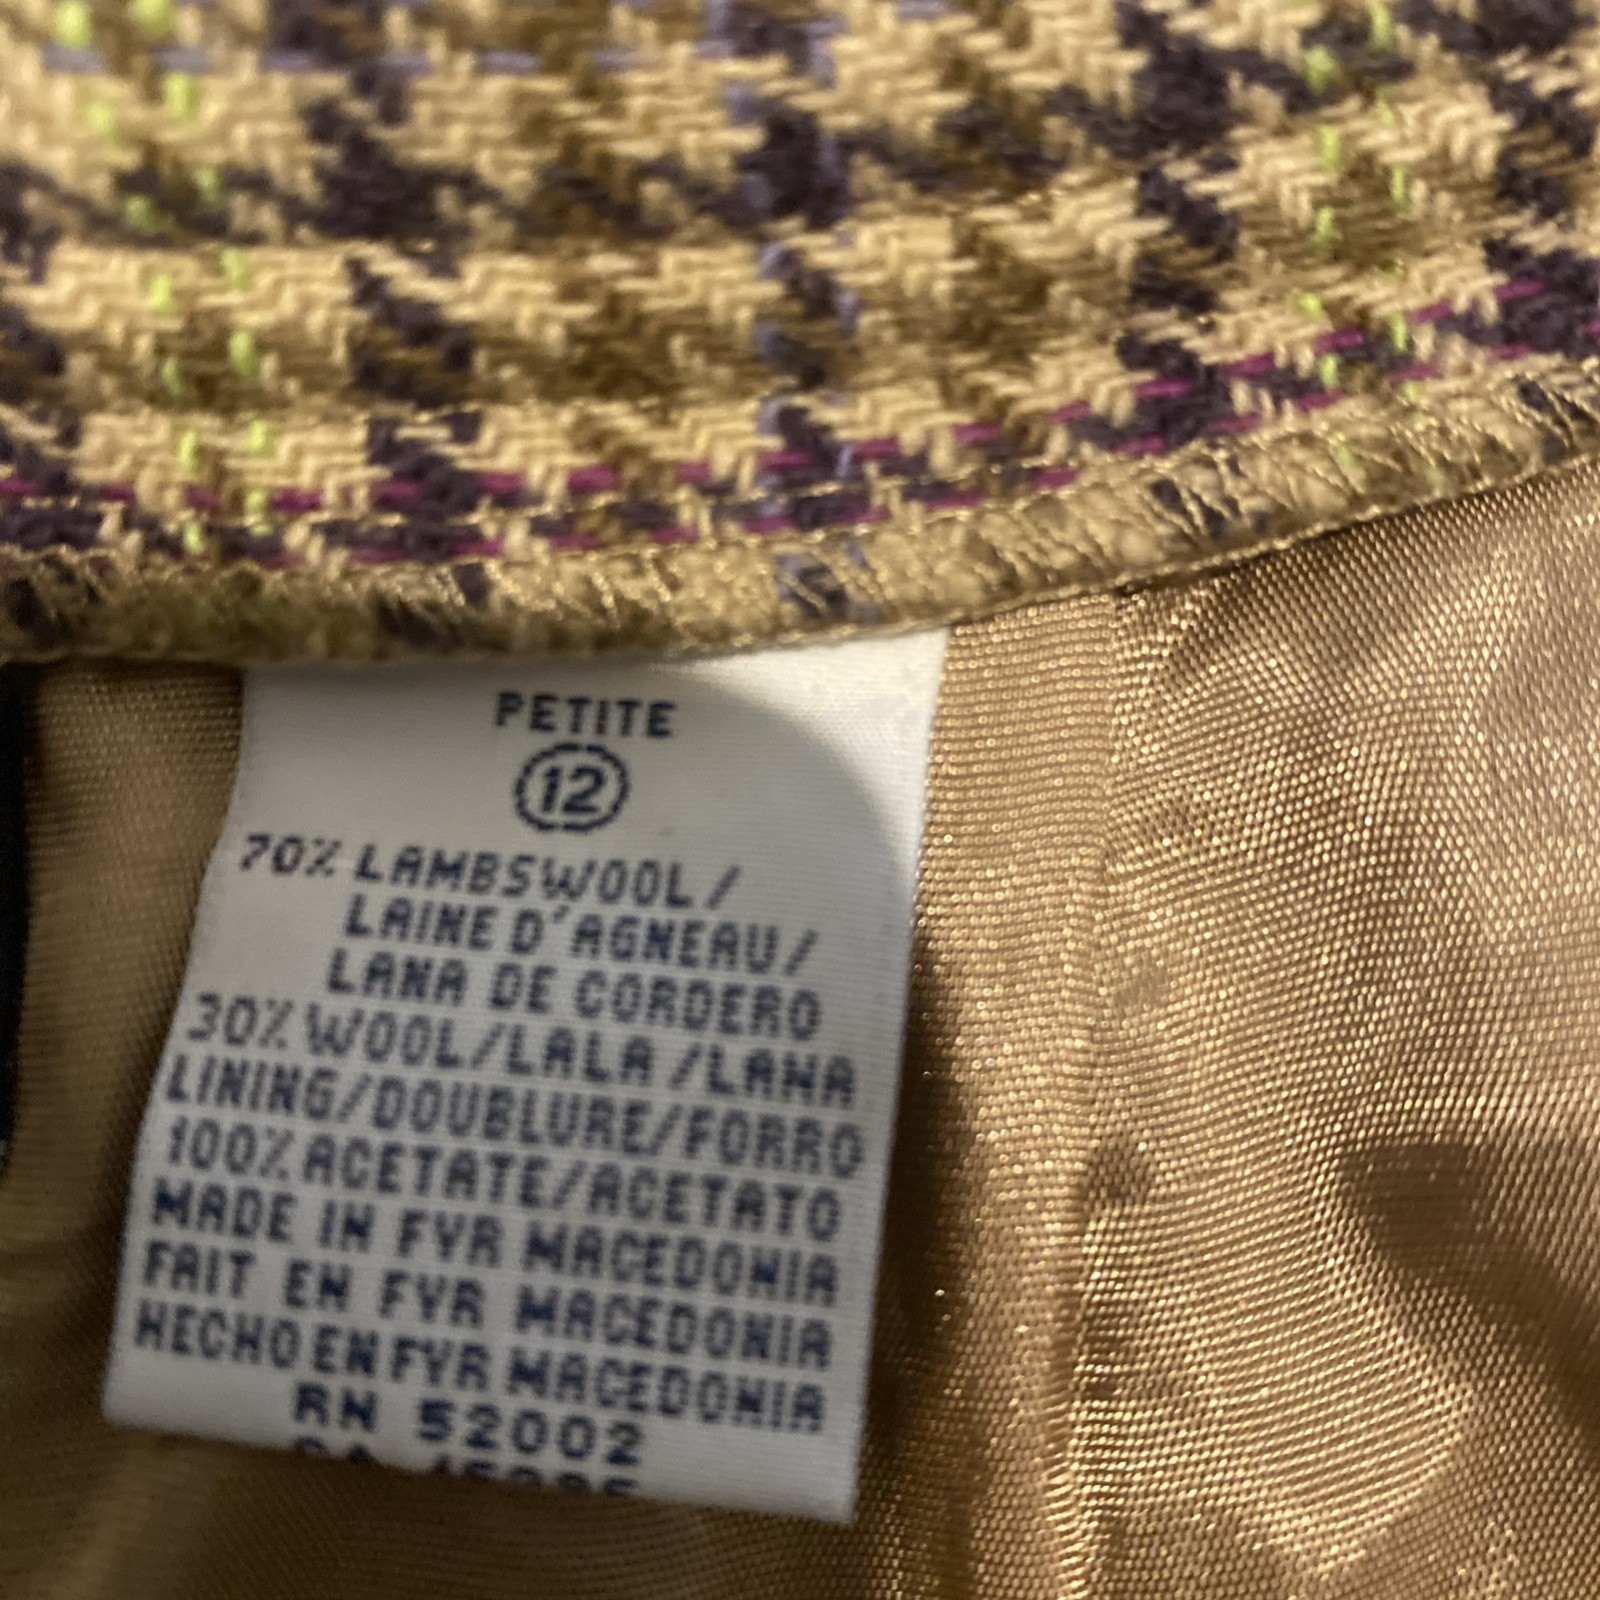 PETITE
12
70% LAMBSWOOL/
LAINE D'AGNEAU/
LANA DE CORDERO
30% WOOL/LALA /LANA
LINING/DOUBLURE/FORRO
100% ACETATE/ACETATO
MADE IN FYR MACEDONIA
FAIT EN FYR MACEDONIA
HECHO EN FYR MACEDONIA
RN 52002